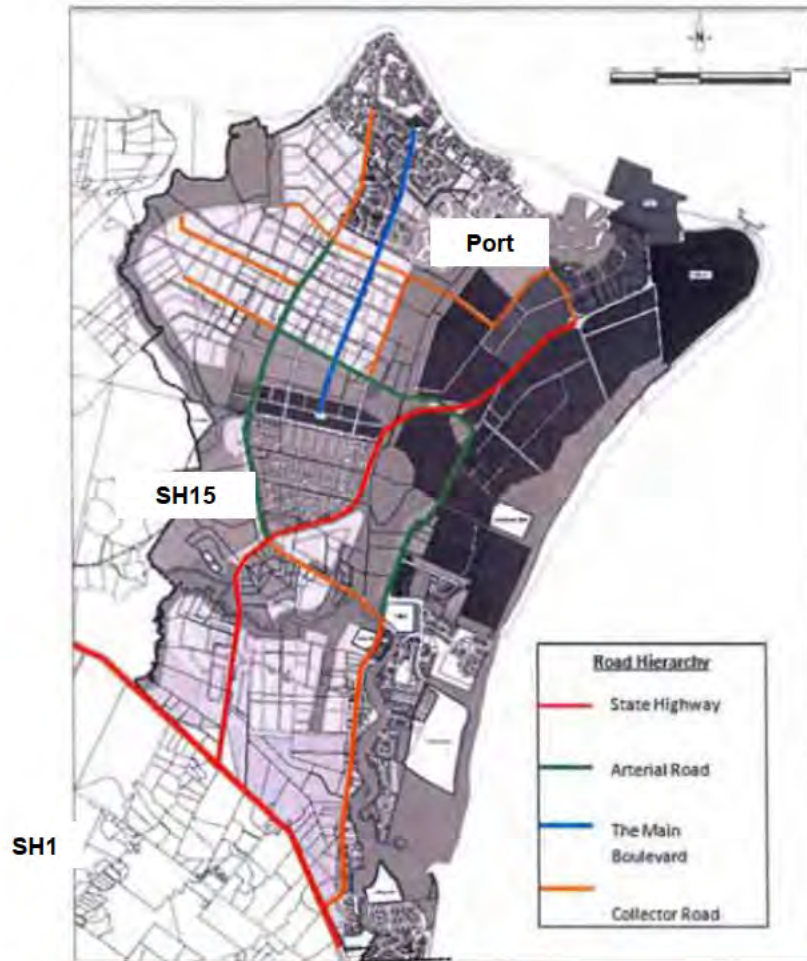 N
Port
SH15
SH1
Road Hierarchy
State Highway
Arterial Road
The Main
Boulevard
Collector Road